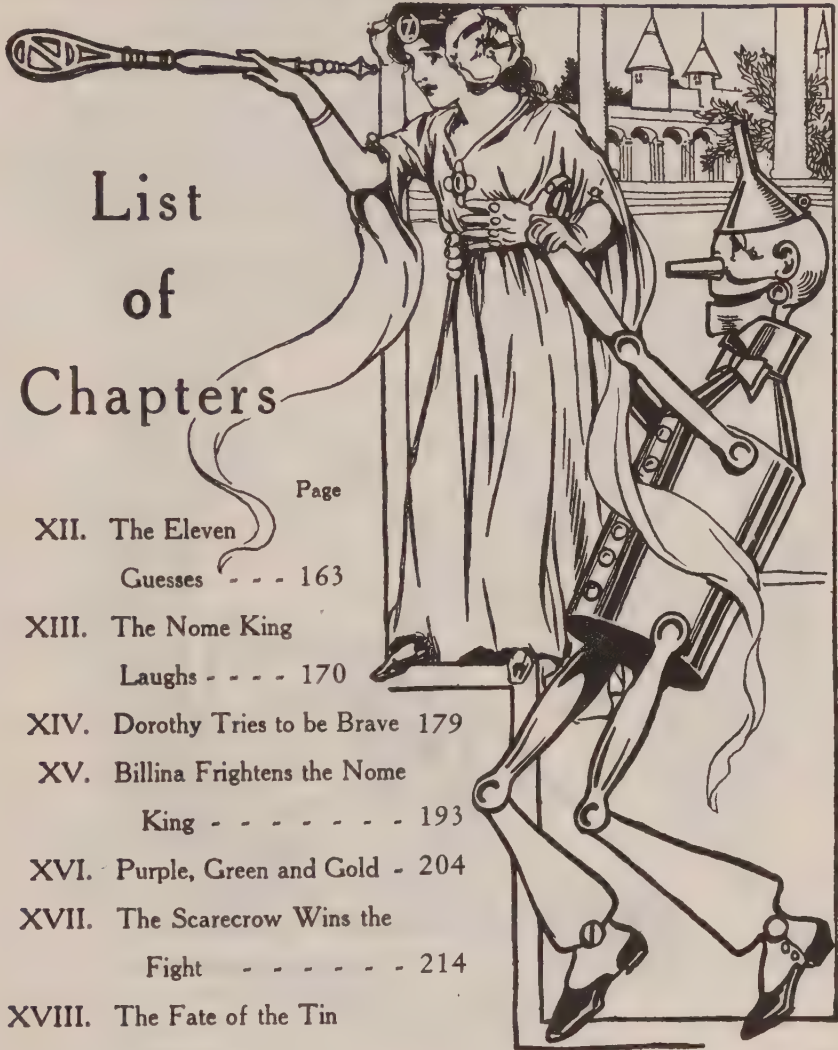 List
of
Chapters
Page
XII. The Eleven
Guesses - - - 163
XIII. The Nome King
Laughs - - - - 170
XIV. Dorothy Tries to be Brave 179
XV. Billina Frightens the Nome
King - - - - - - - 193
XVI. Purple, Green and Gold - 204
XVII. The Scarecrow Wins the
Fight - - - - - - 214
XVIII. The Fate of the Tin